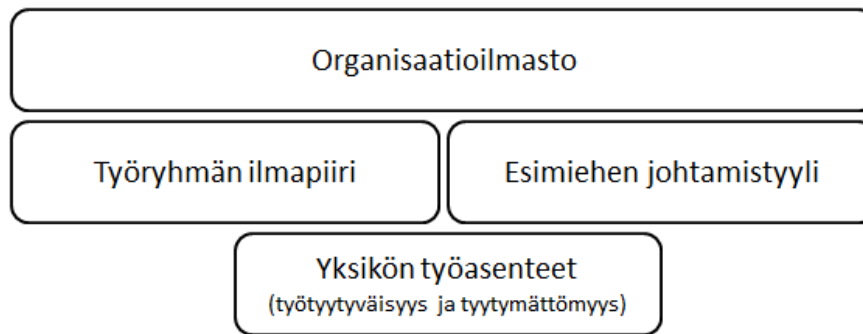 Organisaatioilmasto
Työryhmän ilmapiiri
Esimiehen johtamistyyli
Yksikön työasenteet
(työtyytyväisyys ja tyytymättömyys)